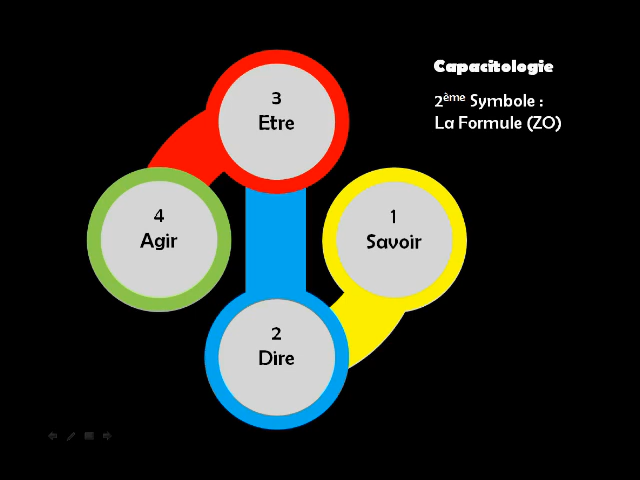 Capacitologie
2ème Symbole :
La Formule (ZO)
3
Etre
4
Agir
1
Savoir
2
Dire